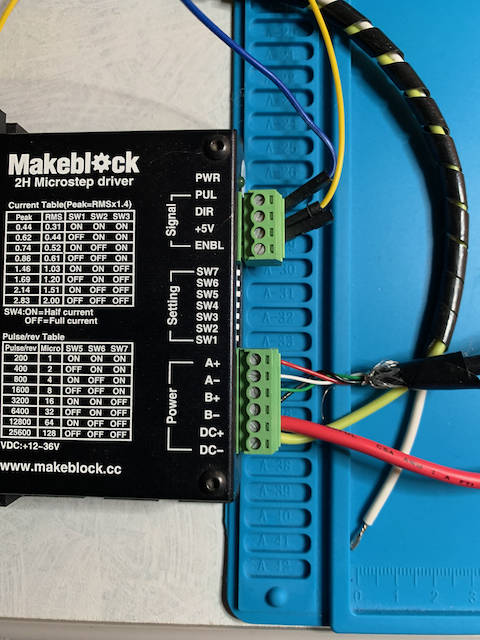 Makeblock
2H Microstep driver
Current Table(Peak=RMSx1.4)
Peak RMS SW1 SW2 SW3
0.44 0.31 ON ON ON
0.62 0.44 OFF ON ON
0.74 0.52 ON OFF ON
0.86 0.61 OFF OFF ON
1.46 1.03 ON ON OFF
1.69 1.20 OFF ON OFF
2.14 1.51 ON OFF OFF
2.83 2.00 OFF OFF OFF
SW4:ON=Half current
OFF=Full current
Pulse/rev Table
Pulse/rev Micro SW5 SW6 SW7
200 1 ON ON ON
400 2 OFF ON ON
800 4 ON OFF ON
1600 8 OFF OFF ON
3200 16 ON ON OFF
6400 32 OFF ON OFF
12800 64 ON OFF OFF
25600 128 OFF OFF OFF
VDC:+12~36V
www.makeblock.cc
PWR
Signal
PUL
DIR
+5V
ENBL
Setting
SW7
SW6
SW5
SW4
SW3
SW2
SW1
Power
A+
A-
B+
B-
DC+
DC-
A-24
A-25
A-26
A-30
A-31
A-32
A-33
A-38
A-39
A-40
A-41
A-42
0 1 2 3